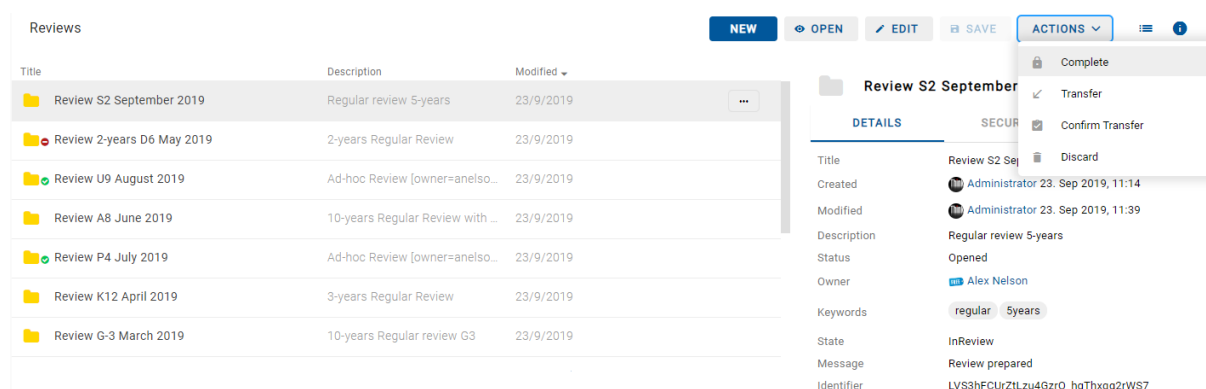 Reviews
NEW OPEN EDIT SAVE ACTIONS
Title Description Modified
Review S2 September 2019 Regular review 5-years 23/9/2019 ...
Review 2-years D6 May 2019 2-years Regular Review 23/9/2019
Review U9 August 2019 Ad-hoc Review [owner=anelso... 23/9/2019
Review A8 June 2019 10-years Regular Review with ... 23/9/2019
Review P4 July 2019 Ad-hoc Review [owner=anelso... 23/9/2019
Review K12 April 2019 3-years Regular Review 23/9/2019
Review G-3 March 2019 10-years Regular review G3 23/9/2019
Complete
Transfer
Confirm Transfer
Discard
Review S2 September
DETAILS SECUR
Title Review S2 Sep
Created Administrator 23. Sep 2019, 11:14
Modified Administrator 23. Sep 2019, 11:39
Description Regular review 5-years
Status Opened
Owner Alex Nelson
Keywords regular 5years
State InReview
Message Review prepared
Identifier